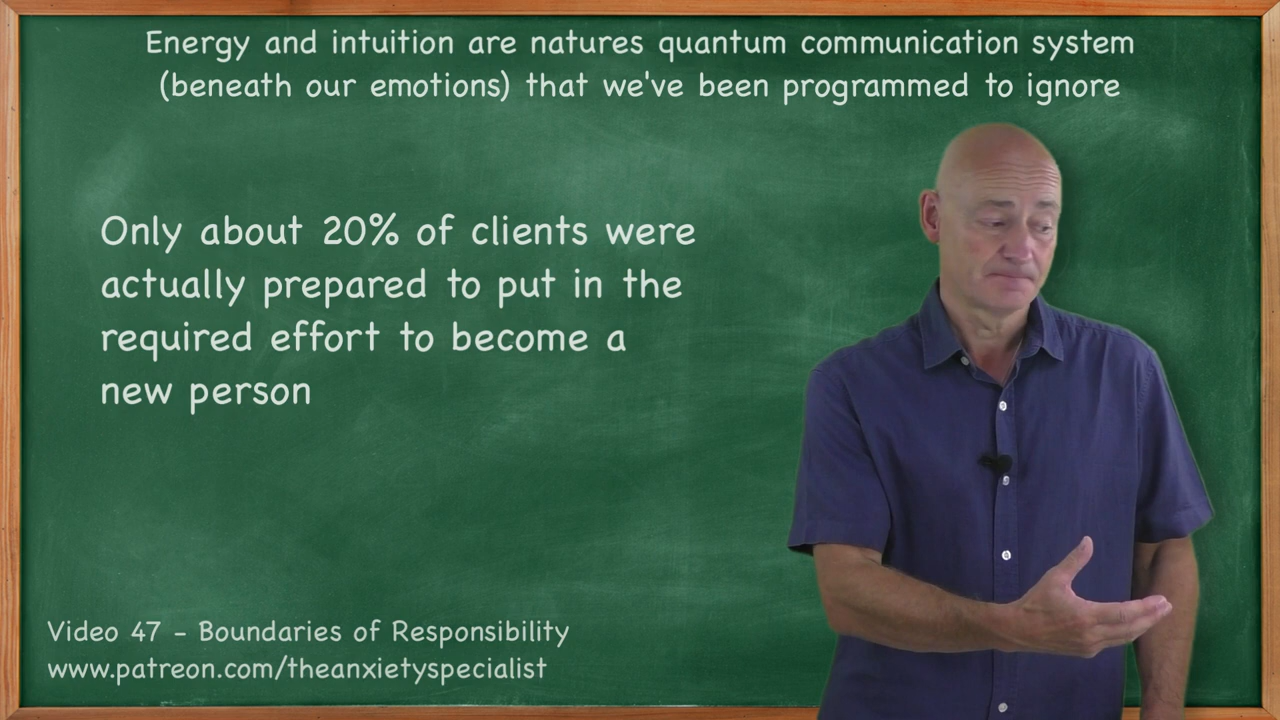 Energy and intuition are natures quantum communication system
(beneath our emotions) that we've been programmed to ignore
Only about 20% of clients were
actually prepared to put in the
required effort to become a
new person
Video 47 - Boundaries of Responsibility
www.patreon.com/theanxietyspecialist